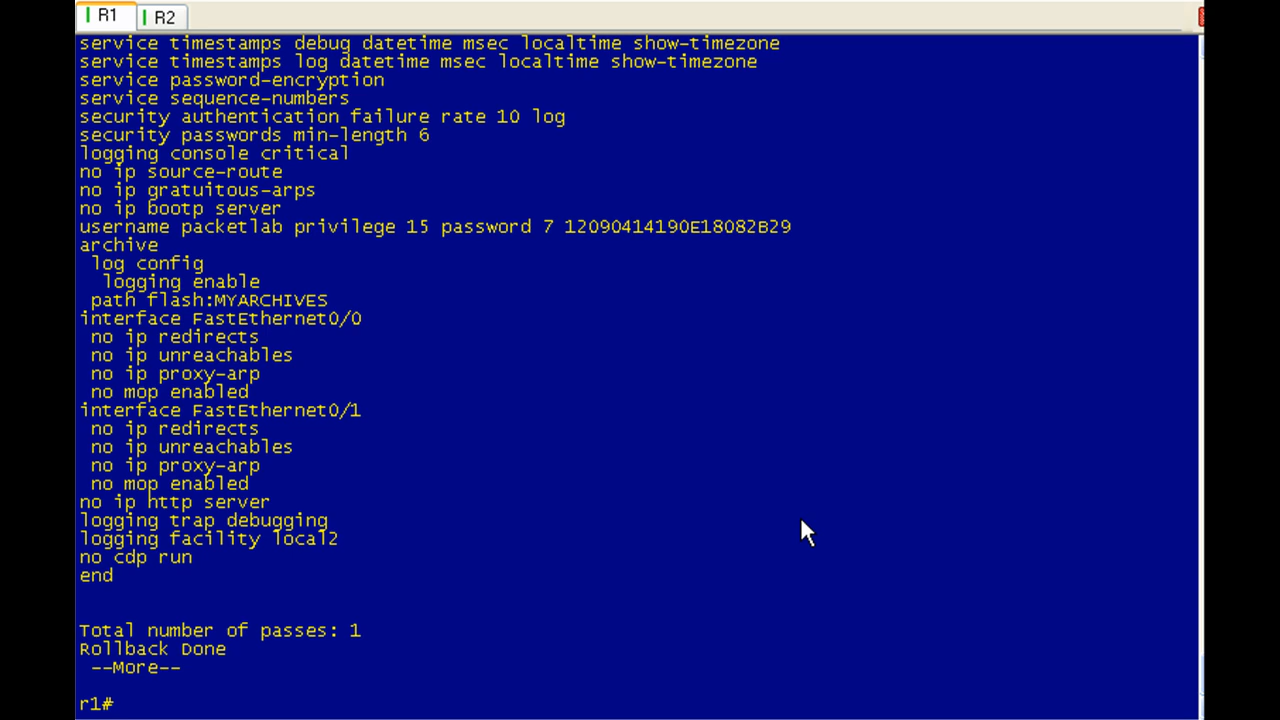 R1
R2
service timestamps debug datetime msec localtime show-timezone
service timestamps log datetime msec localtime show-timezone
service password-encryption
service sequence-numbers
security authentication failure rate 10 log
security passwords min-length 6
logging console critical
no ip source-route
no ip gratuitous-arps
no ip bootp server
username packetlab privilege 15 password 7 12090414190E18082B29
archive
 log config
  logging enable
 path flash:MYARCHIVES
interface FastEthernet0/0
 no ip redirects
 no ip unreachables
 no ip proxy-arp
 no mop enabled
interface FastEthernet0/1
 no ip redirects
 no ip unreachables
 no ip proxy-arp
 no mop enabled
no ip http server
logging trap debugging
logging facility local2
no cdp run
end
Total number of passes: 1
Rollback Done
 --More--
r1#